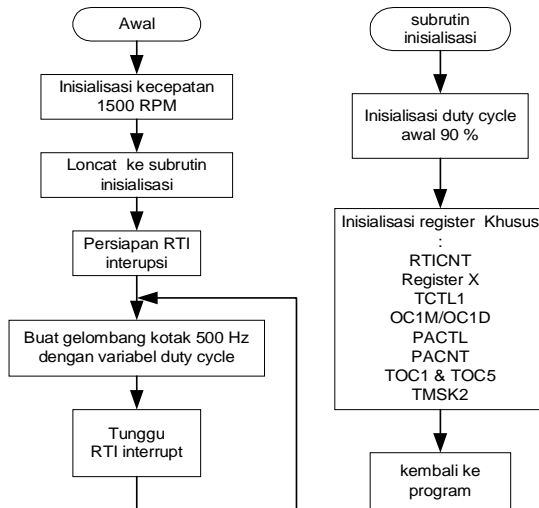 Awal
Inisialisasi kecepatan
1500 RPM
Loncat ke subrutin
inisialisasi
Persiapan RTI
interupsi
Buat gelombang kotak 500 Hz
dengan variabel duty cycle
Tunggu
RTI interrupt
subrutin
inisialisasi
Inisialisasi duty cycle
awal 90 %
Inisialisasi register Khusus
:
RTICNT
Register X
TCTL1
OC1M/OC1D
PACTL
PACNT
TOC1 & TOC5
TMSK2
kembali ke
program